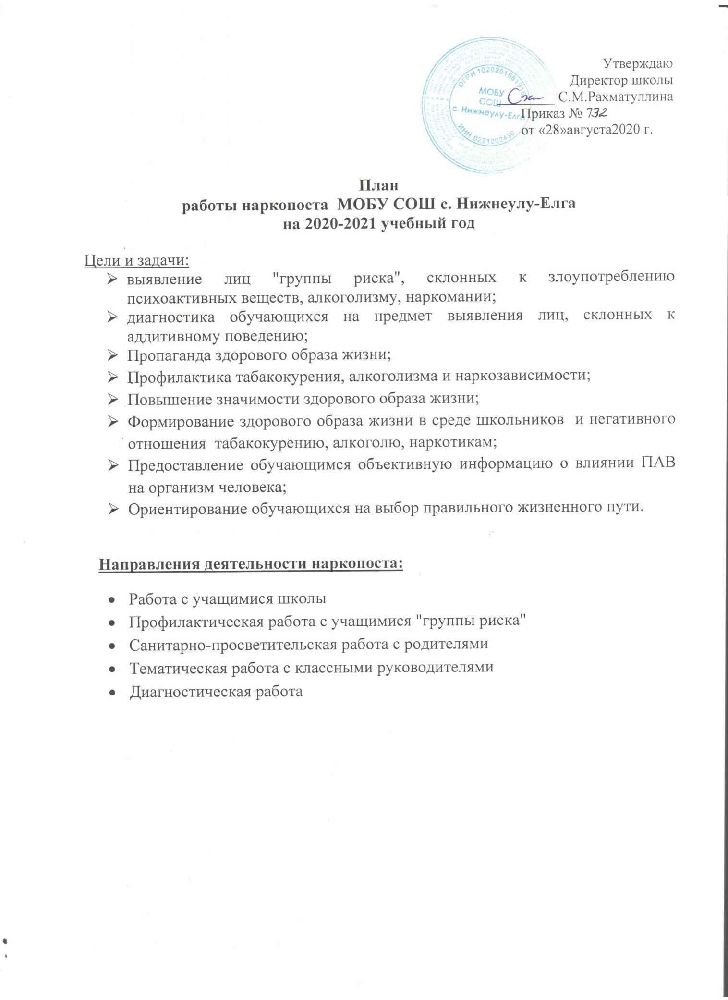 Утверждаю
Директор школы
С.М.Рахматуллина
Приказ № 732
от «28»августа2020 г.
ОГРН 1020201581918
МОБУ
СОШ
с. Нижнеулу-Елга
ИНН 0221002430
План
работы наркопоста МОБУ СОШ с. Нижнеулу-Елга
на 2020-2021 учебный год
Цели и задачи:
выявление лиц "группы риска", склонных к злоупотреблению
психоактивных веществ, алкоголизму, наркомании;
диагностика обучающихся на предмет выявления лиц, склонных к
аддитивному поведению;
Пропаганда здорового образа жизни;
Профилактика табакокурения, алкоголизма и наркозависимости;
Повышение значимости здорового образа жизни;
Формирование здорового образа жизни в среде школьников и негативного
отношения табакокурению, алкоголю, наркотикам;
Предоставление обучающимся объективную информацию о влиянии ПАВ
на организм человека;
Ориентирование обучающихся на выбор правильного жизненного пути.
Направления деятельности наркопоста:
• Работа с учащимися школы
• Профилактическая работа с учащимися "группы риска"
• Санитарно-просветительская работа с родителями
• Тематическая работа с классными руководителями
• Диагностическая работа